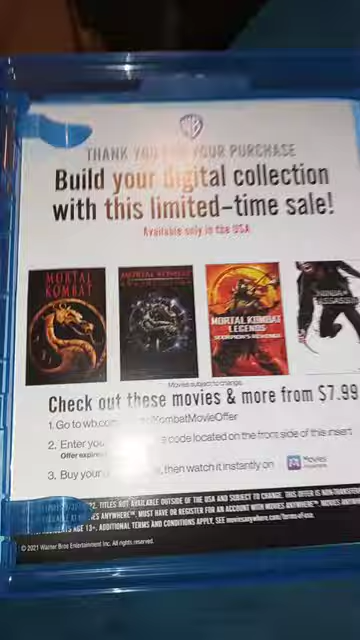 WB
THANK YOU YOUR PURCHASE
Build your digital collection
with this limited-time sale!
Available only in the USA
MORTAL
KOMBAT
MORTAL KOMBAT
MORTAL KOMBAT
LEGENDS
SCORPION'S REVENGE
NINJA
ASSASSIN
Movies subject to change.
Check out these movies & more from $7.99
1. Go to wb.com KombatMovieOffer
2. Enter you code located on the front side of this insert
Offer expires
3. Buy your , then watch it instantly on Movies Anywhere
TITLES NOT AVAILABLE OUTSIDE OF THE USA AND SUBJECT TO CHANGE. THIS OFFER IS NON-TRANSFERABLE
MUST HAVE OR REGISTER FOR AN ACCOUNT WITH MOVIES ANYWHERE. MOVIES ANYWHERE
AGE 13+. ADDITIONAL TERMS AND CONDITIONS APPLY, SEE moviesanywhere.com/terms-of-use.
© 2021 Warner Bros Entertainment Inc. All rights reserved.